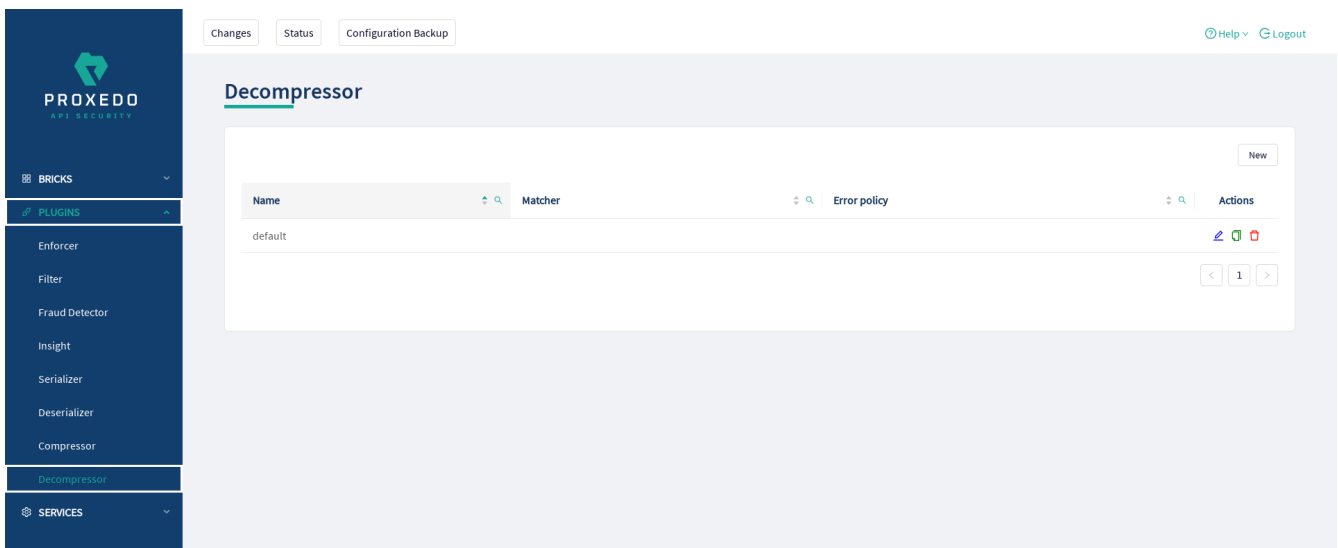 PROXEDO
API SECURITY
BRICKS
PLUGINS
Enforcer
Filter
Fraud Detector
Insight
Serializer
Deserializer
Compressor
Decompressor
SERVICES
Changes Status Configuration Backup Help Logout
Decompressor
New
Name Matcher Error policy Actions
default
< 1 >